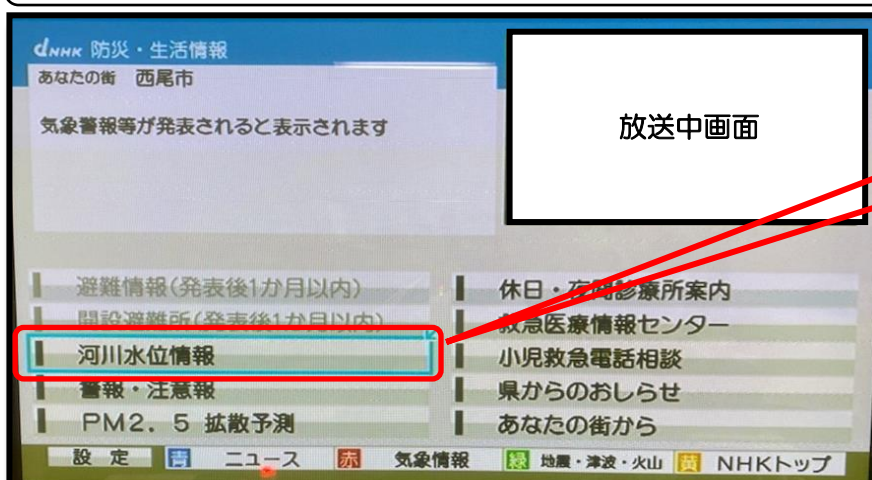 dNHK 防災・生活情報
あなたの街 西尾市
気象警報等が発表されると表示されます
放送中画面
避難情報(発表後1か月以内)
開設避難所(発表後1か月以内)
河川水位情報
警報・注意報
PM2．5 拡散予測
休日・夜間診療所案内
救急医療情報センター
小児救急電話相談
県からのおしらせ
あなたの街から
設定 青 ニュース 赤 気象情報 緑 地震・津波・火山 黄 NHKトップ